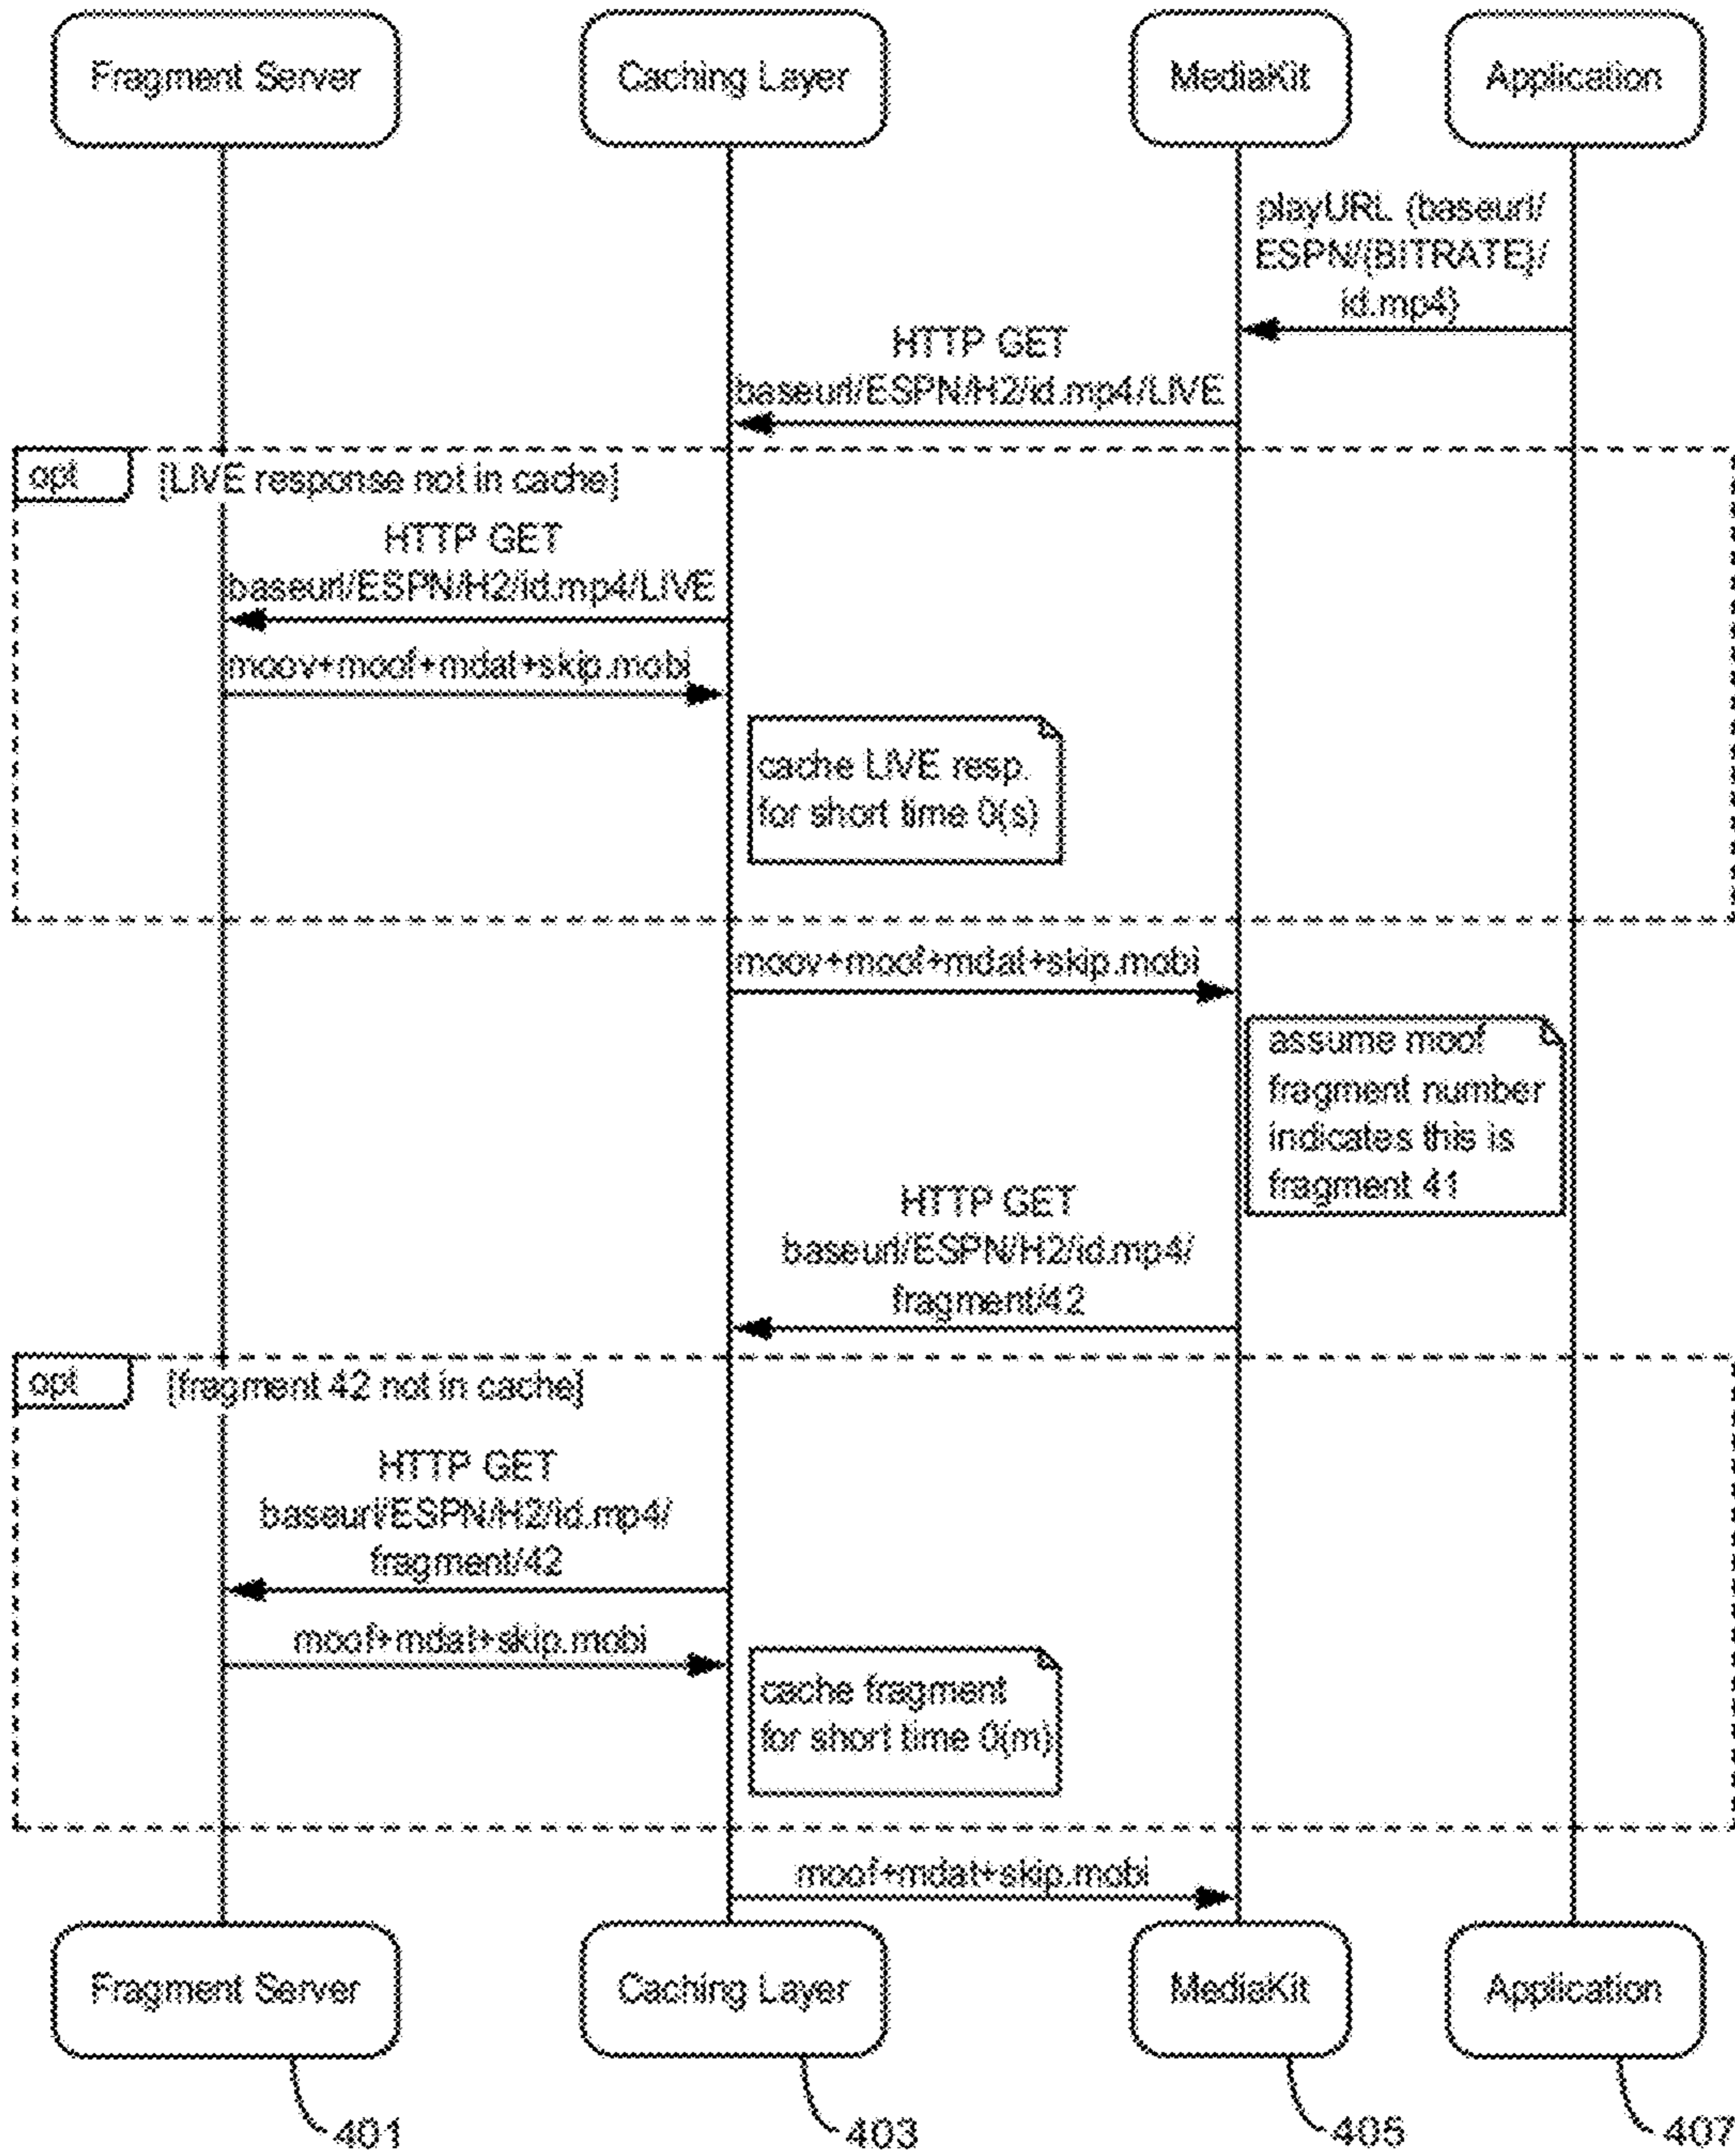 Fragment Server
Caching Layer
MediaKit
Application
playURL (baseurl/
ESPN/{BITRATE}/
id.mp4)
HTTP GET
baseurl/ESPN/H2/id.mp4/LIVE
opt
[LIVE response not in cache]
HTTP GET
baseurl/ESPN/H2/id.mp4/LIVE
moov+moof+mdat+skip.mobi
cache LIVE resp.
for short time 0(s)
moov+moof+mdat+skip.mobi
assume moof
fragment number
indicates this is
fragment 41
HTTP GET
baseurl/ESPN/H2/id.mp4/
fragment/42
opt
[fragment 42 not in cache]
HTTP GET
baseurl/ESPN/H2/id.mp4/
fragment/42
moof+mdat+skip.mobi
cache fragment
for short time 0(m)
moof+mdat+skip.mobi
Fragment Server
Caching Layer
MediaKit
Application
401
403
405
407